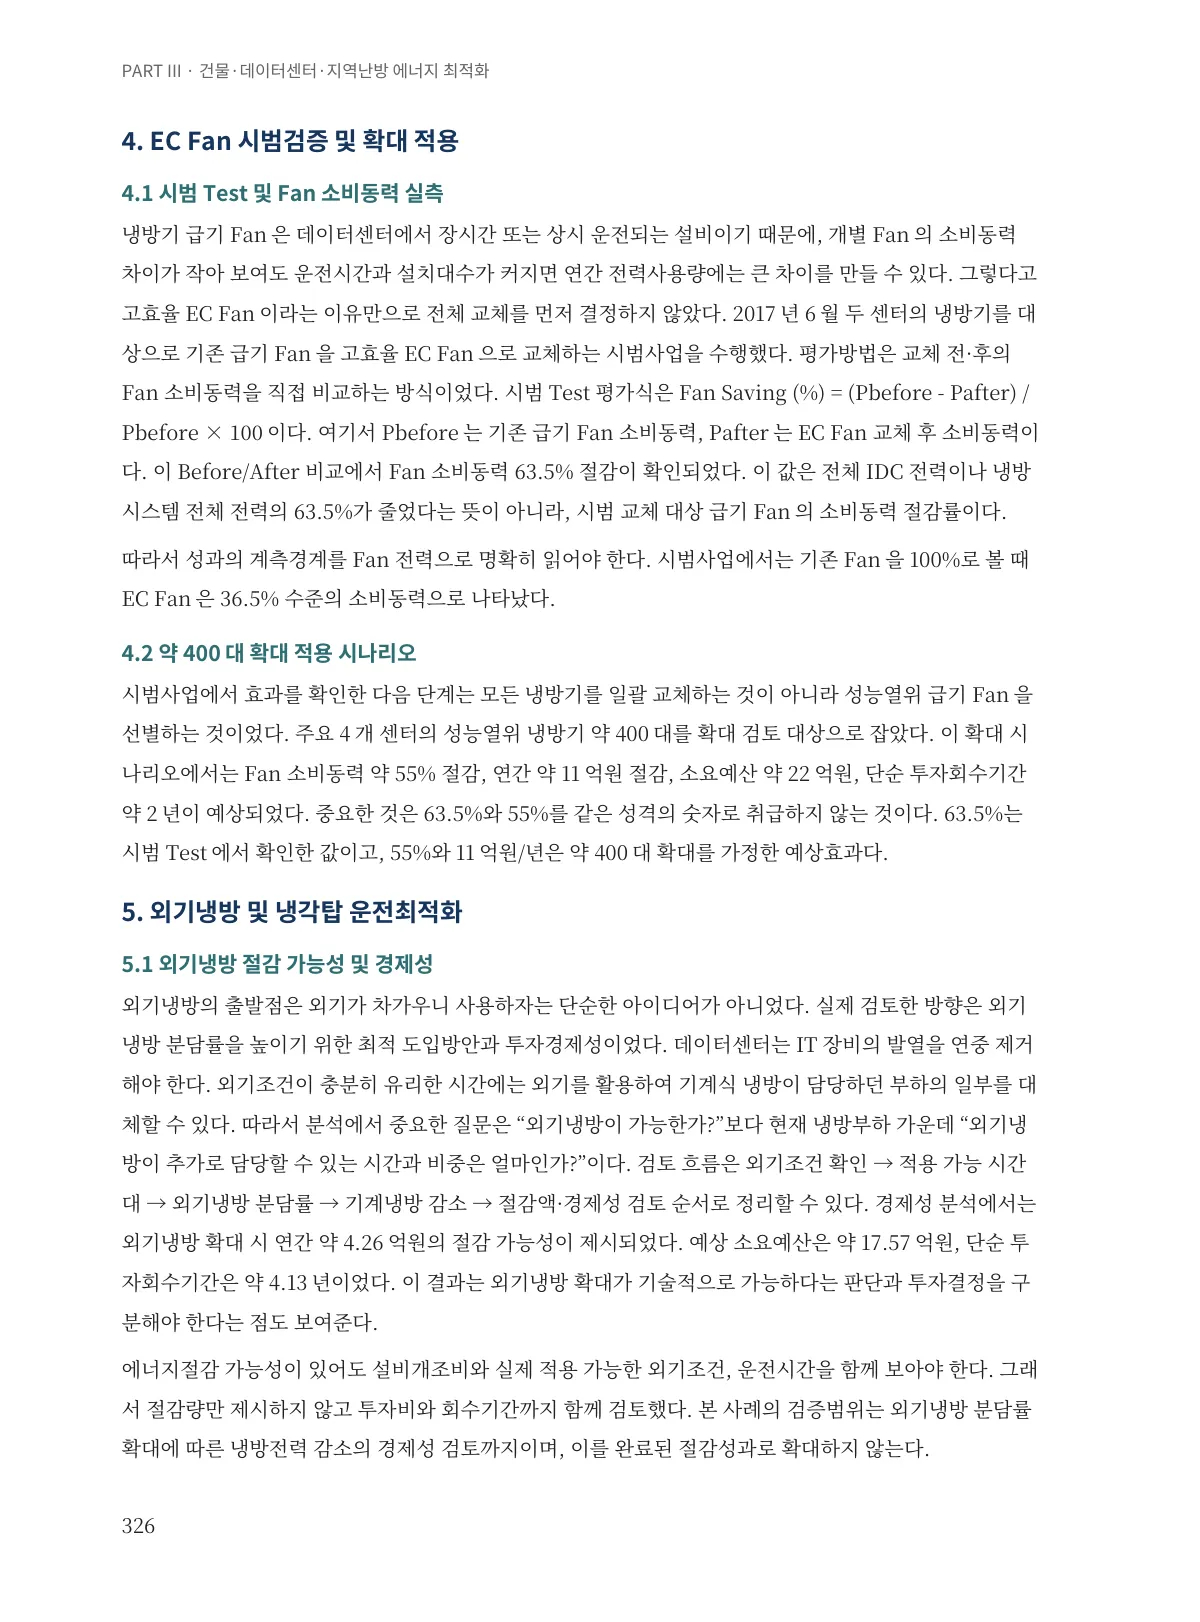 PART III · 건물·데이터센터·지역난방 에너지 최적화
4. EC Fan 시범검증 및 확대 적용
4.1 시범 Test 및 Fan 소비동력 실측
냉방기 급기 Fan 은 데이터센터에서 장시간 또는 상시 운전되는 설비이기 때문에, 개별 Fan 의 소비동력
차이가 작아 보여도 운전시간과 설치대수가 커지면 연간 전력사용량에는 큰 차이를 만들 수 있다. 그렇다고
고효율 EC Fan 이라는 이유만으로 전체 교체를 먼저 결정하지 않았다. 2017 년 6 월 두 센터의 냉방기를 대
상으로 기존 급기 Fan 을 고효율 EC Fan 으로 교체하는 시범사업을 수행했다. 평가방법은 교체 전·후의
Fan 소비동력을 직접 비교하는 방식이었다. 시범 Test 평가식은 Fan Saving (%) = (Pbefore - Pafter) /
Pbefore × 100 이다. 여기서 Pbefore 는 기존 급기 Fan 소비동력, Pafter 는 EC Fan 교체 후 소비동력이
다. 이 Before/After 비교에서 Fan 소비동력 63.5% 절감이 확인되었다. 이 값은 전체 IDC 전력이나 냉방
시스템 전체 전력의 63.5%가 줄었다는 뜻이 아니라, 시범 교체 대상 급기 Fan 의 소비동력 절감률이다.
따라서 성과의 계측경계를 Fan 전력으로 명확히 읽어야 한다. 시범사업에서는 기존 Fan 을 100%로 볼 때
EC Fan 은 36.5% 수준의 소비동력으로 나타났다.
4.2 약 400 대 확대 적용 시나리오
시범사업에서 효과를 확인한 다음 단계는 모든 냉방기를 일괄 교체하는 것이 아니라 성능열위 급기 Fan 을
선별하는 것이었다. 주요 4 개 센터의 성능열위 냉방기 약 400 대를 확대 검토 대상으로 잡았다. 이 확대 시
나리오에서는 Fan 소비동력 약 55% 절감, 연간 약 11 억원 절감, 소요예산 약 22 억원, 단순 투자회수기간
약 2 년이 예상되었다. 중요한 것은 63.5%와 55%를 같은 성격의 숫자로 취급하지 않는 것이다. 63.5%는
시범 Test 에서 확인한 값이고, 55%와 11 억원/년은 약 400 대 확대를 가정한 예상효과다.
5. 외기냉방 및 냉각탑 운전최적화
5.1 외기냉방 절감 가능성 및 경제성
외기냉방의 출발점은 외기가 차가우니 사용하자는 단순한 아이디어가 아니었다. 실제 검토한 방향은 외기
냉방 분담률을 높이기 위한 최적 도입방안과 투자경제성이었다. 데이터센터는 IT 장비의 발열을 연중 제거
해야 한다. 외기조건이 충분히 유리한 시간에는 외기를 활용하여 기계식 냉방이 담당하던 부하의 일부를 대
체할 수 있다. 따라서 분석에서 중요한 질문은 “외기냉방이 가능한가?”보다 현재 냉방부하 가운데 “외기냉
방이 추가로 담당할 수 있는 시간과 비중은 얼마인가?”이다. 검토 흐름은 외기조건 확인 → 적용 가능 시간
대 → 외기냉방 분담률 → 기계냉방 감소 → 절감액·경제성 검토 순서로 정리할 수 있다. 경제성 분석에서는
외기냉방 확대 시 연간 약 4.26 억원의 절감 가능성이 제시되었다. 예상 소요예산은 약 17.57 억원, 단순 투
자회수기간은 약 4.13 년이었다. 이 결과는 외기냉방 확대가 기술적으로 가능하다는 판단과 투자결정을 구
분해야 한다는 점도 보여준다.
에너지절감 가능성이 있어도 설비개조비와 실제 적용 가능한 외기조건, 운전시간을 함께 보아야 한다. 그래
서 절감량만 제시하지 않고 투자비와 회수기간까지 함께 검토했다. 본 사례의 검증범위는 외기냉방 분담률
확대에 따른 냉방전력 감소의 경제성 검토까지이며, 이를 완료된 절감성과로 확대하지 않는다.
326